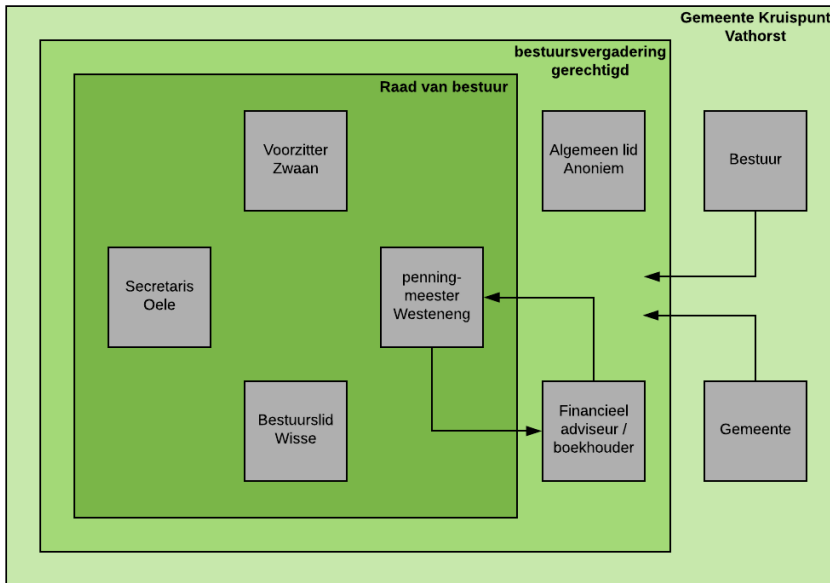 Gemeente Kruispunt
Vathorst
bestuursvergadering
gerechtigd
Raad van bestuur
Voorzitter
Zwaan
Algemeen lid
Anoniem
Bestuur
Secretaris
Oele
penning-
meester
Westeneng
Bestuurslid
Wisse
Financieel
adviseur /
boekhouder
Gemeente